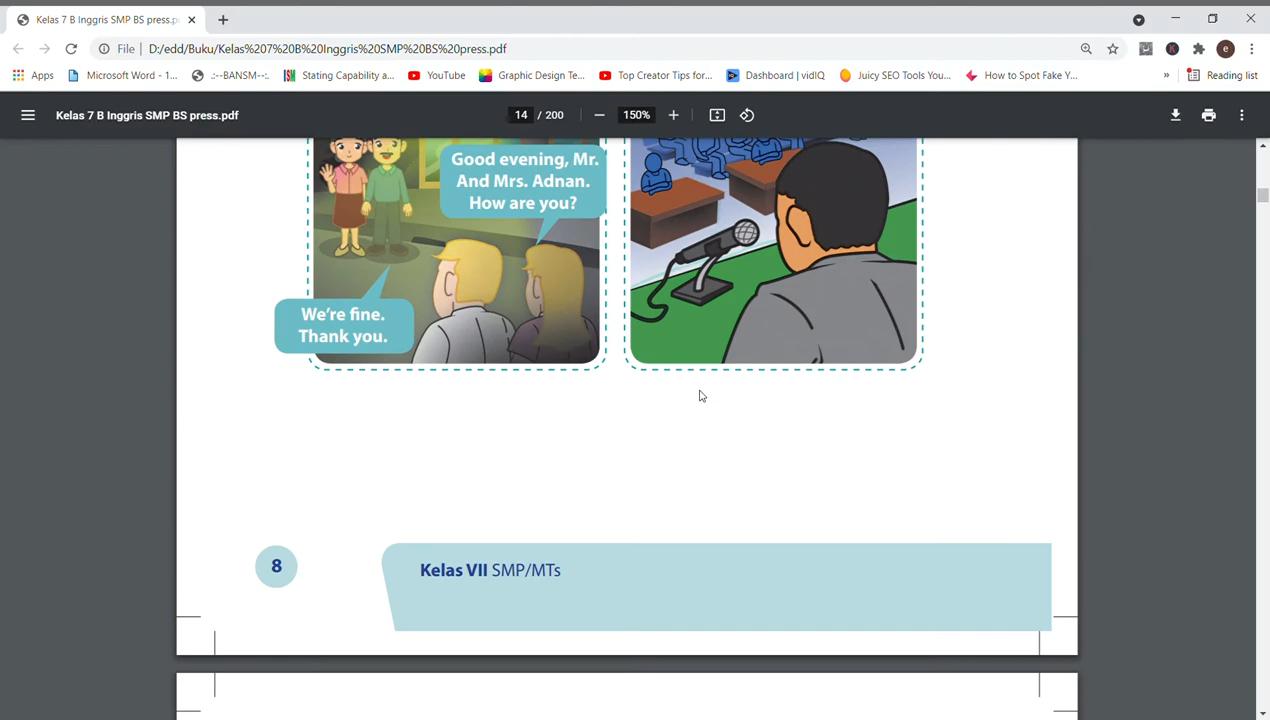 Kelas 7 B Inggris SMP BS press.p
File D:/edd/Buku/Kelas%207%20B%20Inggris%20SMP%20BS%20press.pdf
e
Apps Microsoft Word - 1... .:--BANSM--:. Stating Capability a... YouTube Graphic Design Te... Top Creator Tips for... Dashboard | vidIQ Juicy SEO Tools You... How to Spot Fake Y... » Reading list
Kelas 7 B Inggris SMP BS press.pdf 14 / 200 150%
Good evening, Mr.
And Mrs. Adnan.
How are you?
We're fine.
Thank you.
8
Kelas VII SMP/MTs